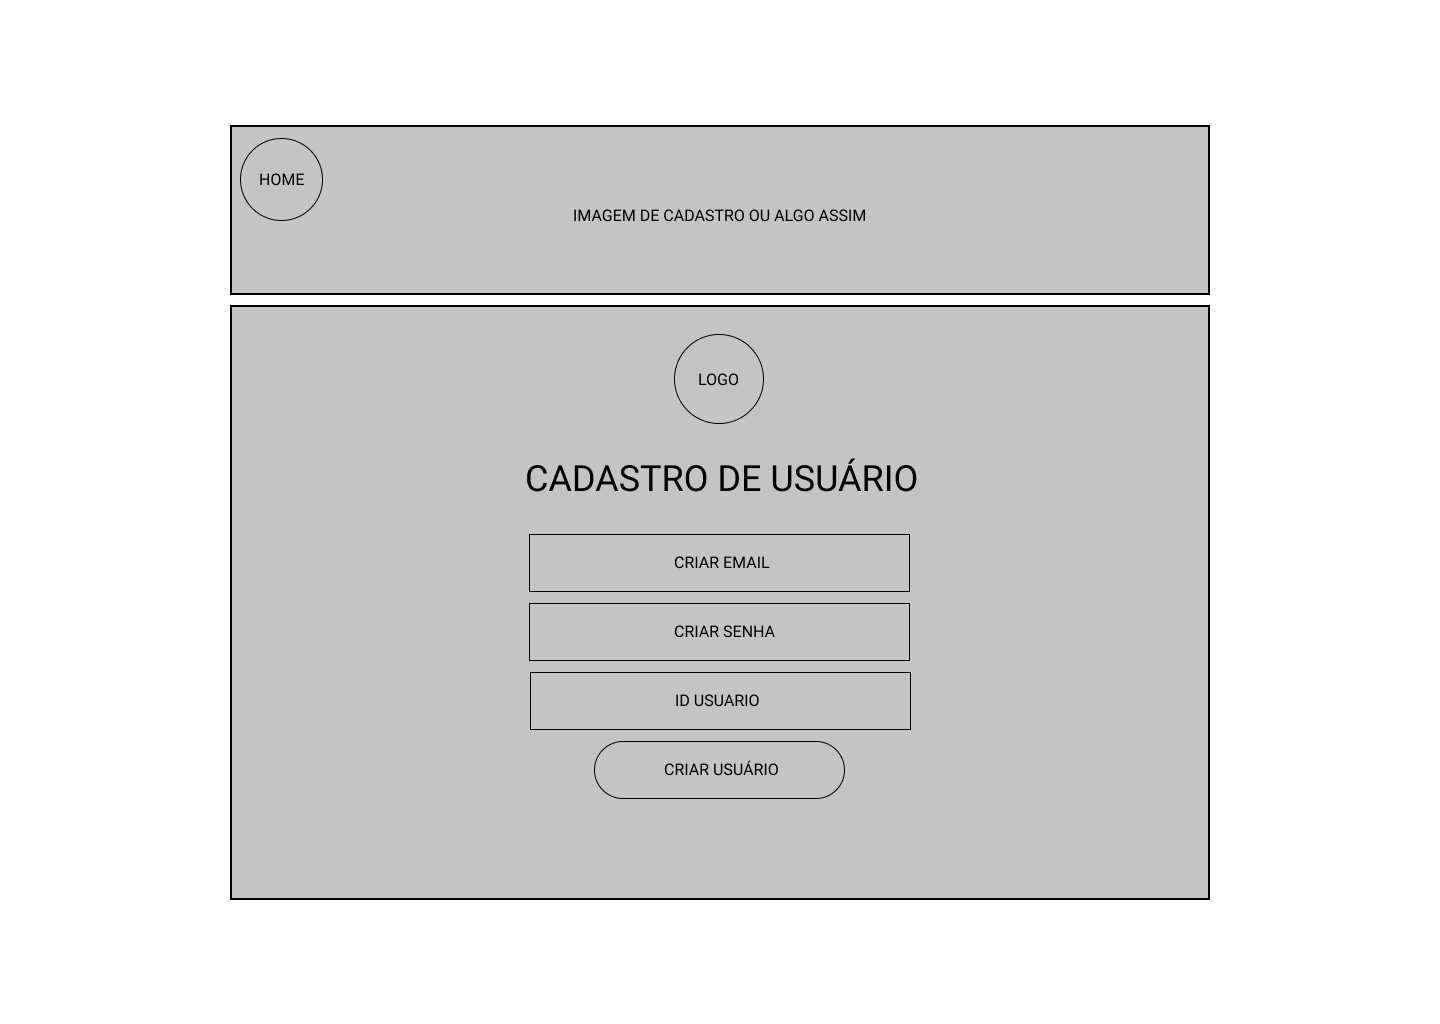 HOME
IMAGEM DE CADASTRO OU ALGO ASSIM
LOGO
CADASTRO DE USUÁRIO
CRIAR EMAIL
CRIAR SENHA
ID USUARIO
CRIAR USUÁRIO